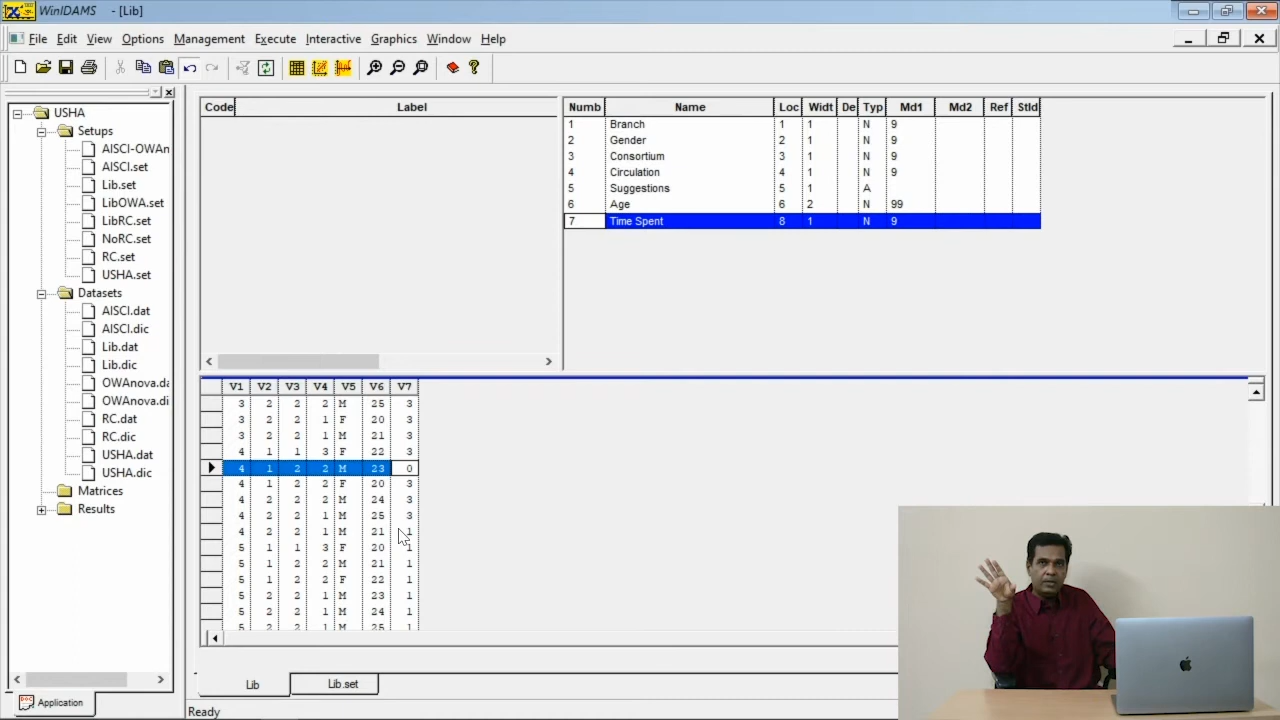 WinIDAMS - [Lib]
File Edit View Options Management Execute Interactive Graphics Window Help
USHA
Setups
AISCI-OWAn
AISCI.set
Lib.set
LibOWA.set
LibRC.set
NoRC.set
RC.set
USHA.set
Datasets
AISCI.dat
AISCI.dic
Lib.dat
Lib.dic
OWAnova.da
OWAnova.di
RC.dat
RC.dic
USHA.dat
USHA.dic
Matrices
Results
Application
Code Label
Numb Name Loc Widt De Typ Md1 Md2 Ref StId
1 Branch 1 1 N 9
2 Gender 2 1 N 9
3 Consortium 3 1 N 9
4 Circulation 4 1 N 9
5 Suggestions 5 1 A
6 Age 6 2 N 99
7 Time Spent 8 1 N 9
V1 V2 V3 V4 V5 V6 V7
3 2 2 2 M 25 3
3 2 2 1 F 20 3
3 2 2 1 M 21 3
4 1 1 3 F 22 3
4 1 2 2 M 23 0
4 1 2 2 F 20 3
4 2 2 2 M 24 3
4 2 2 1 M 25 3
4 2 2 1 M 21 1
5 1 1 3 F 20 1
5 1 2 2 M 21 1
5 1 2 2 F 22 1
5 2 2 1 M 23 1
5 2 2 1 M 24 1
5 2 2 1 M 25 1
Lib Lib.set
Ready